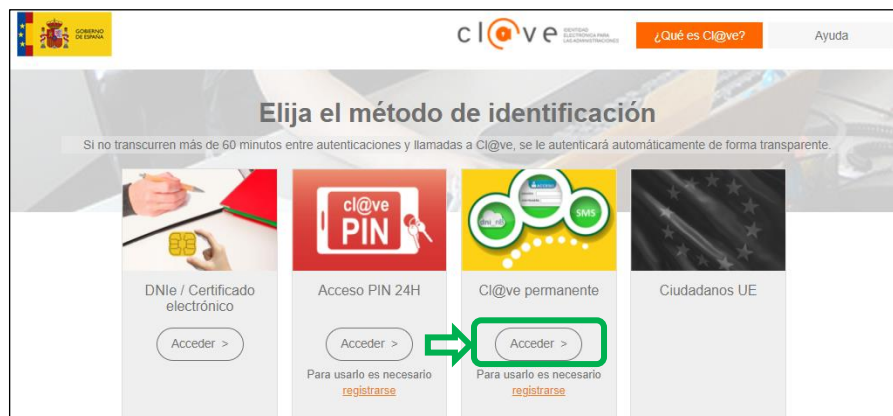 GOBIERNO
DE ESPAÑA
cl@ve
IDENTIDAD
ELECTRÓNICA PARA
LAS ADMINISTRACIONES
¿Qué es Cl@ve?
Ayuda
Elija el método de identificación
Si no transcurren más de 60 minutos entre autenticaciones y llamadas a Cl@ve, se le autenticará automáticamente de forma transparente.
cl@ve
PIN
SMS
DNIe / Certificado
electrónico
Acceder >
Acceso PIN 24H
Acceder >
Para usarlo es necesario
registrarse
Cl@ve permanente
Acceder >
Para usarlo es necesario
registrarse
Ciudadanos UE